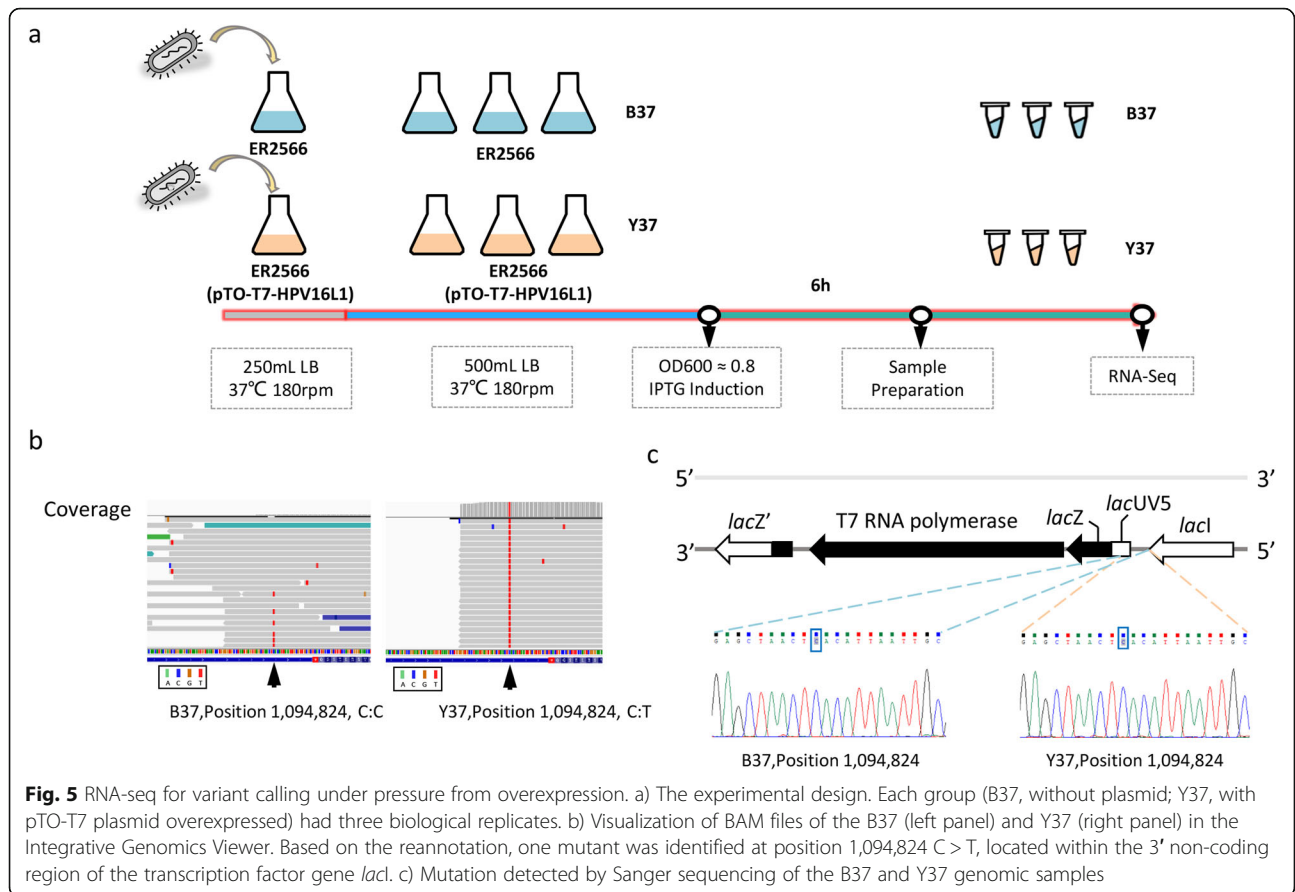 a
B37
ER2566
ER2566
B37
Y37
ER2566
(pTO-T7-HPV16L1)
ER2566
(pTO-T7-HPV16L1)
6h
Y37
250mL LB
37℃ 180rpm
500mL LB
37℃ 180rpm
OD600 ≈ 0.8
IPTG Induction
Sample
Preparation
RNA-Seq
b
Coverage
A C G T
B37,Position 1,094,824, C:C
A C G T
Y37,Position 1,094,824, C:T
c
5’ 3’
lacZ’ T7 RNA polymerase lacZ lacUV5 lacI
3’ 5’
B37,Position 1,094,824
Y37,Position 1,094,824
Fig. 5 RNA-seq for variant calling under pressure from overexpression. a) The experimental design. Each group (B37, without plasmid; Y37, with
pTO-T7 plasmid overexpressed) had three biological replicates. b) Visualization of BAM files of the B37 (left panel) and Y37 (right panel) in the
Integrative Genomics Viewer. Based on the reannotation, one mutant was identified at position 1,094,824 C > T, located within the 3′ non-coding
region of the transcription factor gene lacI. c) Mutation detected by Sanger sequencing of the B37 and Y37 genomic samples